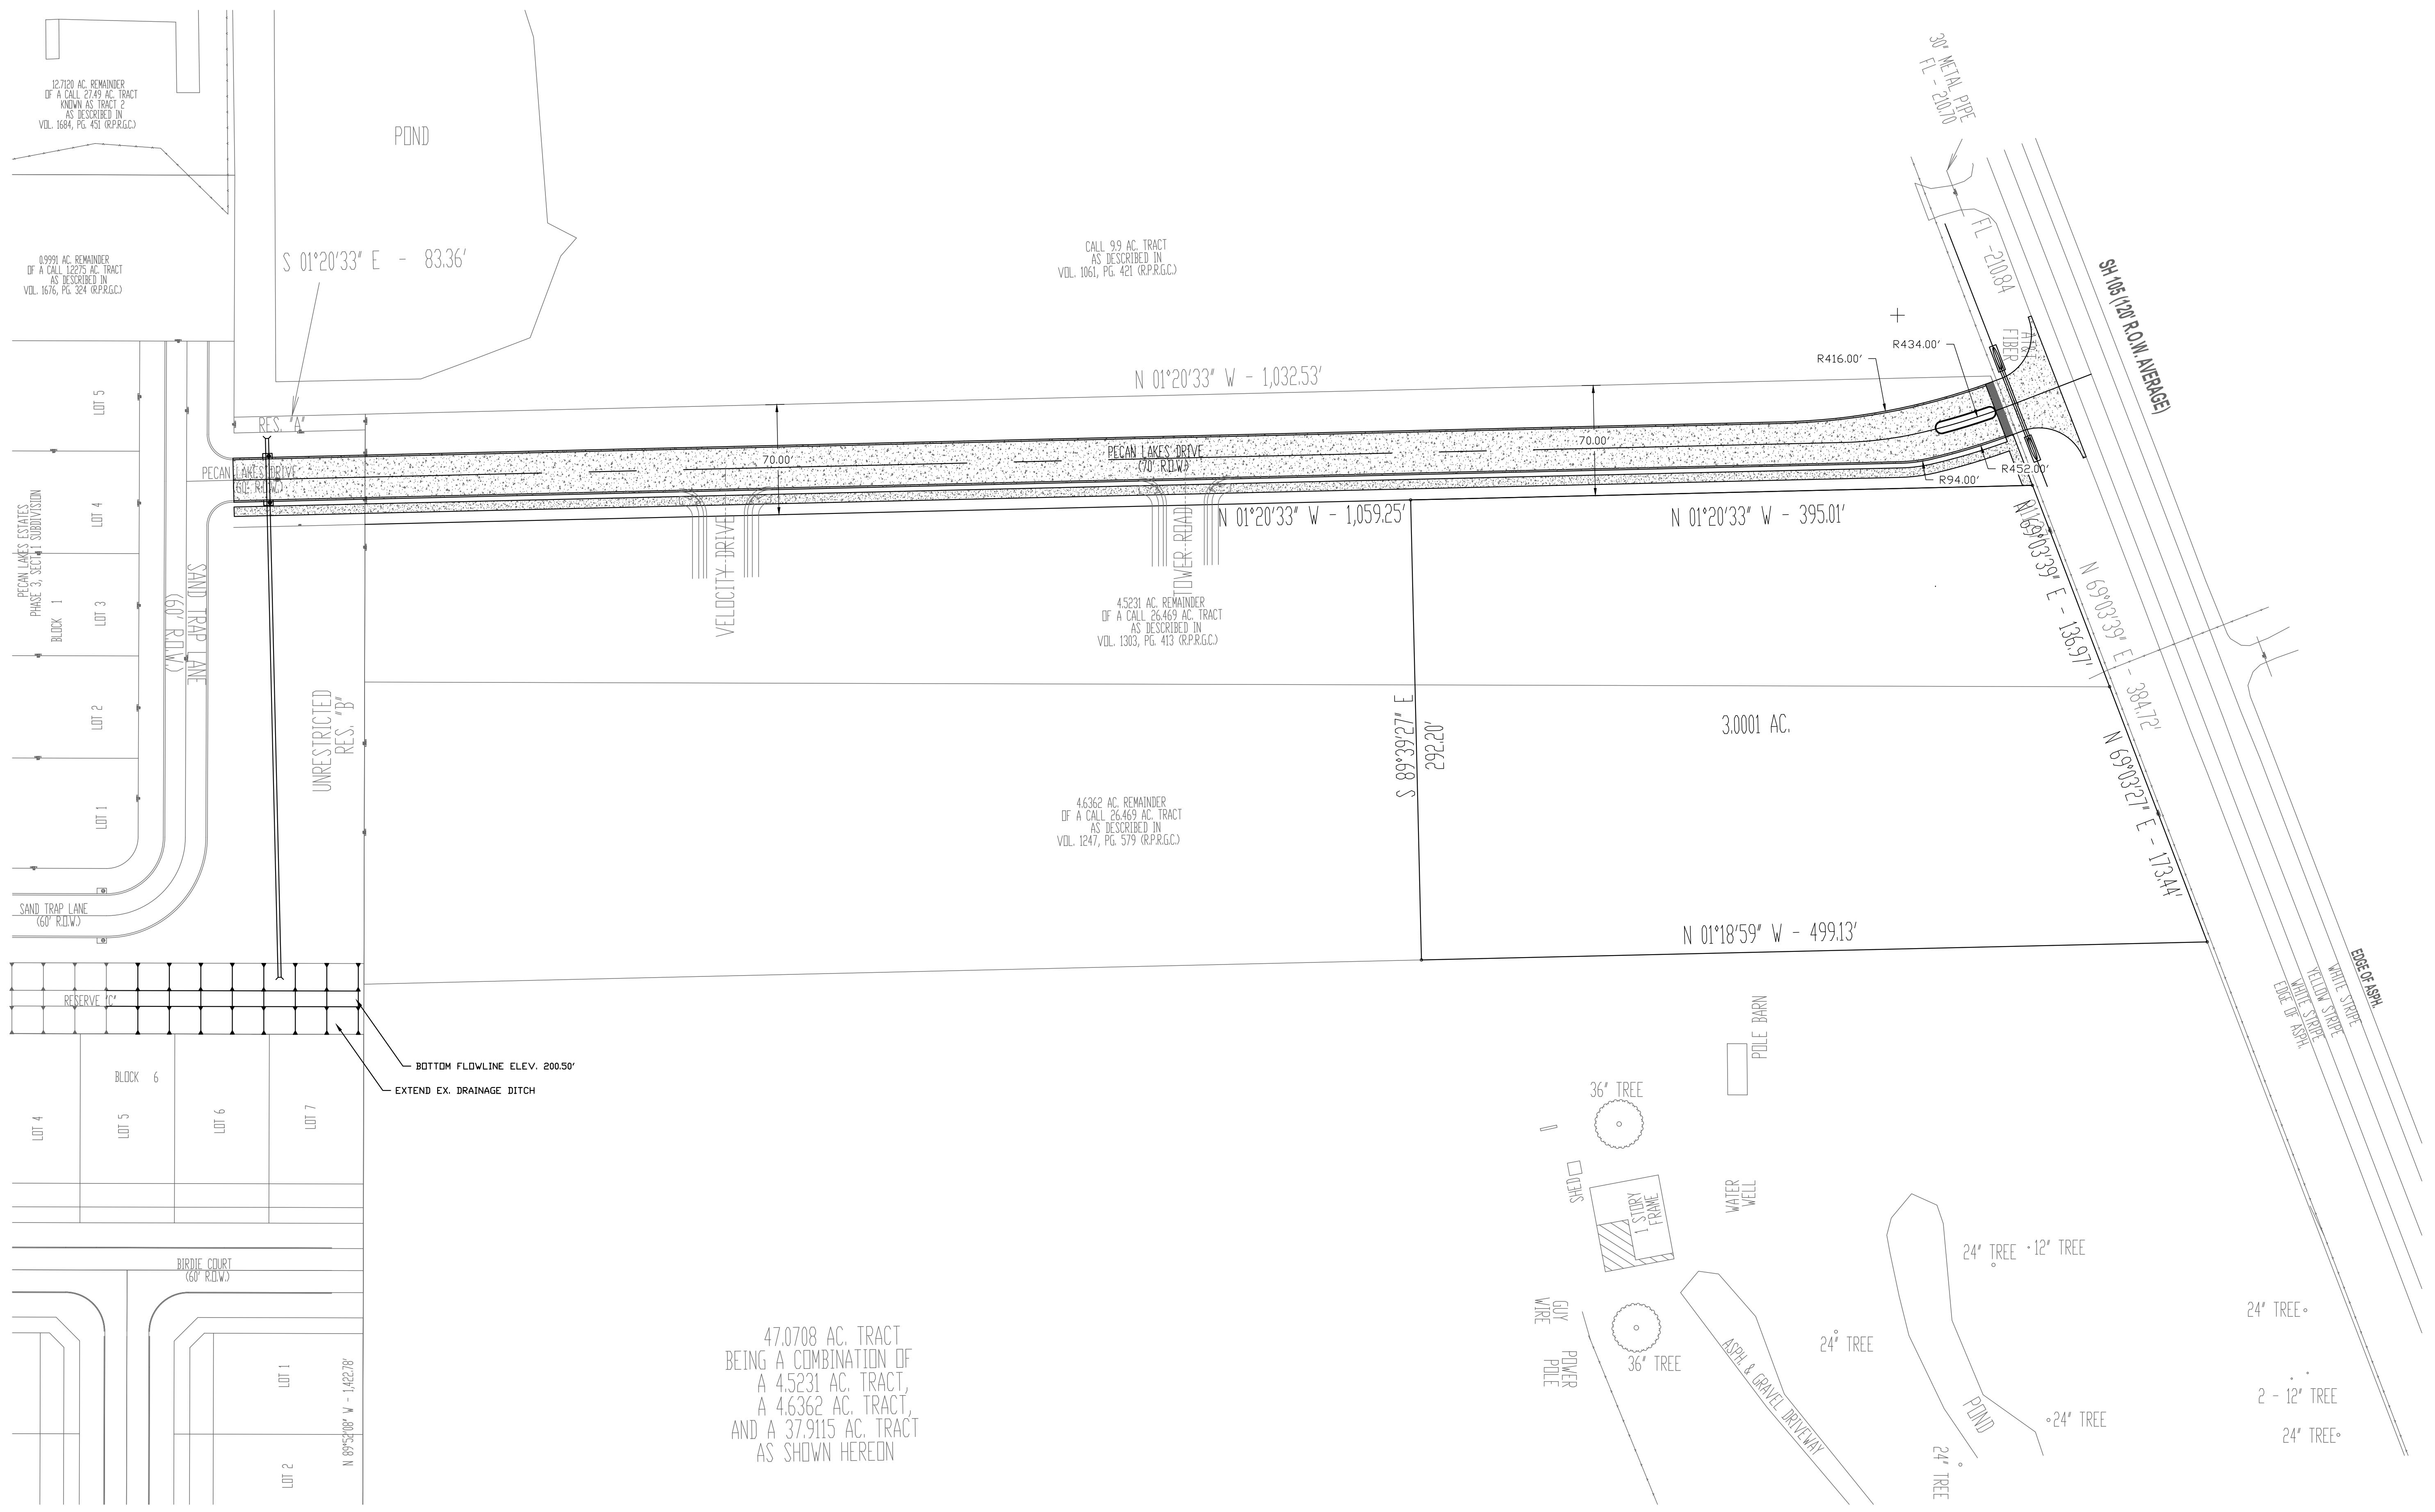 12.7120 AC. REMAINDER
OF A CALL 27.49 AC. TRACT
KNOWN AS TRACT 2
AS DESCRIBED IN
VOL. 1684, PG. 451 (R.P.R.G.C.)
POND
30" METAL PIPE
FL - 210.70
0.9991 AC. REMAINDER
OF A CALL 1.2275 AC. TRACT
AS DESCRIBED IN
VOL. 1676, PG. 324 (R.P.R.G.C.)
S 01°20'33" E - 83.36'
CALL 9.9 AC. TRACT
AS DESCRIBED IN
VOL. 1061, PG. 421 (R.P.R.G.C.)
FL -210.84
SH 105 (120' R.O.W. AVERAGE)
AT&T
FIBER
R434.00'
R416.00'
N 01°20'33" W - 1,032.53'
RES. "A"
PECAN LAKES DRIVE
(60' R.O.W.)
70.00'
PECAN LAKES DRIVE
(70' R.O.W.)
70.00'
R452.00'
R94.00'
N 01°20'33" W - 1,059.25'
N 01°20'33" W - 395.01'
LOT 5
LOT 4
LOT 3
LOT 2
LOT 1
PECAN LAKES ESTATES
PHASE 3, SECT. 1 SUBDIVISION
BLOCK 1
SAND TRAP LANE
(60' R.O.W.)
VELOCITY DRIVE
TOWER ROAD
4.5231 AC. REMAINDER
OF A CALL 26.469 AC. TRACT
AS DESCRIBED IN
VOL. 1303, PG. 413 (R.P.R.G.C.)
N 69°03'39" E - 136.97'
N 69°03'39" E - 384.72'
UNRESTRICTED
RES. "B"
S 89°39'27" E
292.20'
3.0001 AC.
N 69°03'27" E - 173.44'
4.6362 AC. REMAINDER
OF A CALL 26.469 AC. TRACT
AS DESCRIBED IN
VOL. 1247, PG. 579 (R.P.R.G.C.)
SAND TRAP LANE
(60' R.O.W.)
N 01°18'59" W - 499.13'
EDGE OF ASPH.
WHITE STRIPE
YELLOW STRIPE
WHITE STRIPE
EDGE OF ASPH.
RESERVE "C"
BOTTOM FLOWLINE ELEV. 200.50'
EXTEND EX. DRAINAGE DITCH
BLOCK 6
LOT 4
LOT 5
LOT 6
LOT 7
POLE BARN
36" TREE
SHED
1 STORY
FRAME
WATER
WELL
BIRDIE COURT
(60' R.O.W.)
24" TREE
12" TREE
GUY
WIRE
POWER
POLE
36" TREE
ASPH. & GRAVEL DRIVEWAY
24" TREE
24" TREE
POND
24" TREE
2 - 12" TREE
24" TREE
24" TREE
LOT 1
LOT 2
N 89°52'08" W - 1,422.78'
47.0708 AC. TRACT
BEING A COMBINATION OF
A 4.5231 AC. TRACT,
A 4.6362 AC. TRACT,
AND A 37.9115 AC. TRACT
AS SHOWN HEREON